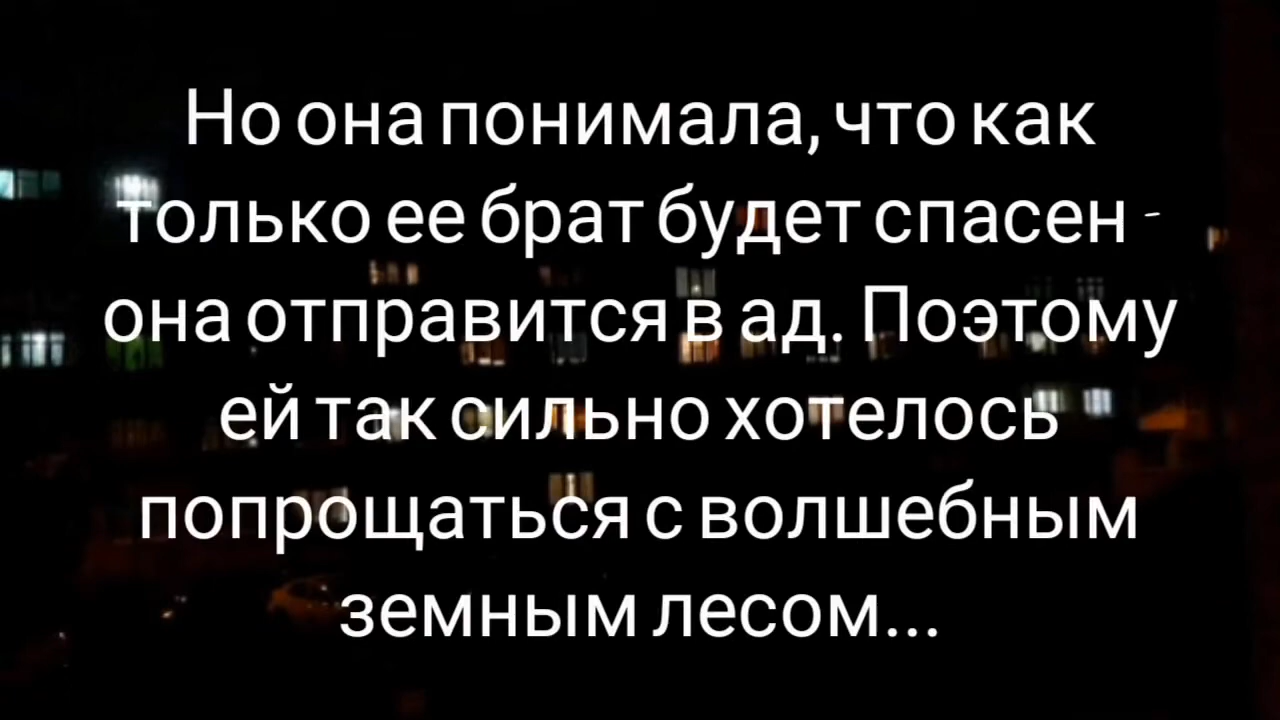 Но она понимала, что как
только ее брат будет спасен -
она отправится в ад. Поэтому
ей так сильно хотелось
попрощаться с волшебным
земным лесом...